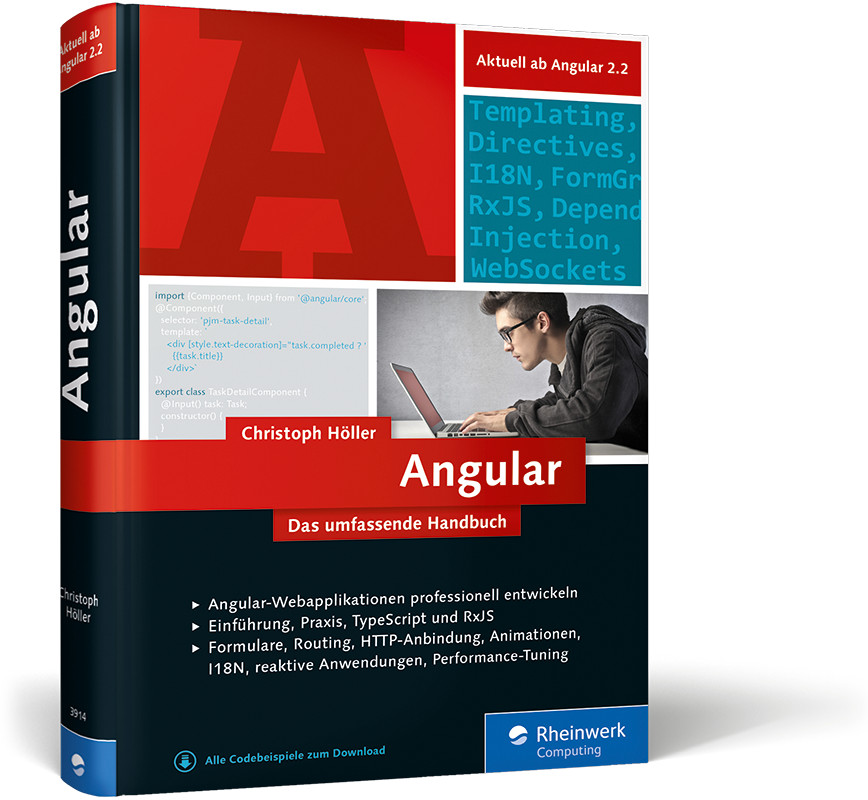 Aktuell ab
Angular 2.2
Angular
Christoph
Höller
3914
A
Aktuell ab Angular 2.2
Templating,
Directives,
I18N, FormGr
RxJS, Depend
Injection,
WebSockets
import {Component, Input} from '@angular/core',
@Component({
selector: 'pjm-task-detail',
template: `
<div [style.text-decoration]="task.completed ? '
{{task.title}}
</div>`
})
export class TaskDetailComponent {
@Input() task: Task;
constructor() {
}
Christoph Höller
Angular
Das umfassende Handbuch
▸ Angular-Webapplikationen professionell entwickeln
▸ Einführung, Praxis, TypeScript und RxJS
▸ Formulare, Routing, HTTP-Anbindung, Animationen,
I18N, reaktive Anwendungen, Performance-Tuning
Alle Codebeispiele zum Download
Rheinwerk
Computing